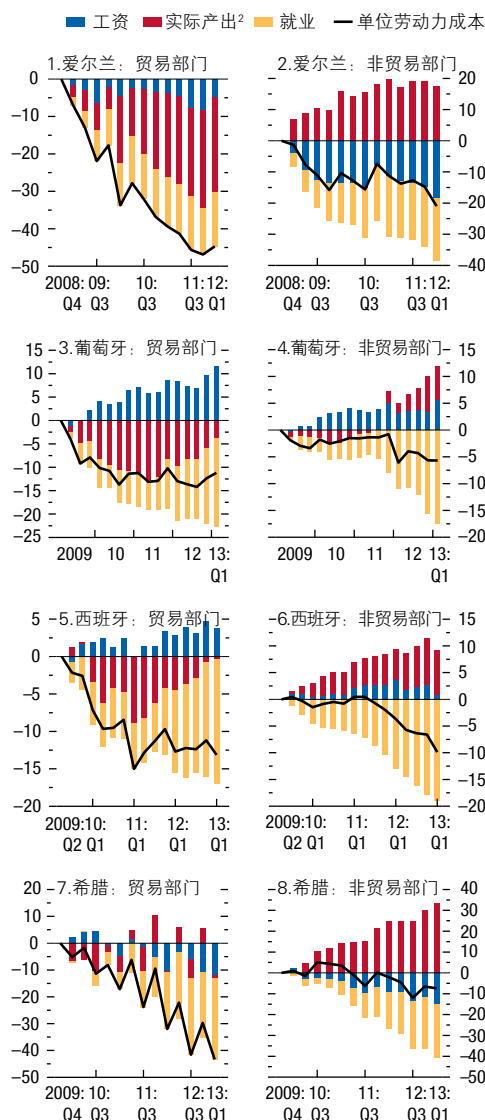 工资 实际产出² 就业 单位劳动力成本
1.爱尔兰：贸易部门
0
–10
–20
–30
–40
–50
2008: 09: 10: 11: 12:
Q4 Q3 Q3 Q3 Q1
2.爱尔兰：非贸易部门
20
10
0
–10
–20
–30
–40
2008: 09: 10: 11: 12:
Q4 Q3 Q3 Q3 Q1
3.葡萄牙：贸易部门
15
10
5
0
–5
–10
–15
–20
–25
2009 10 11 12 13:
Q1
4.葡萄牙：非贸易部门
15
10
5
0
–5
–10
–15
–20
2009 10 11 12 13:
Q1
5.西班牙：贸易部门
5
0
–5
–10
–15
–20
2009: 10: 11: 12: 13:
Q2 Q1 Q1 Q1 Q1
6.西班牙：非贸易部门
15
10
5
0
–5
–10
–15
–20
2009: 10: 11: 12: 13:
Q2 Q1 Q1 Q1 Q1
7.希腊：贸易部门
20
10
0
–10
–20
–30
–40
–50
2009: 10: 11: 12: 13:
Q4 Q3 Q3 Q3 Q1
8.希腊：非贸易部门
40
30
20
10
0
–10
–20
–30
–40
–50
2009: 10: 11: 12: 13:
Q4 Q3 Q3 Q3 Q1